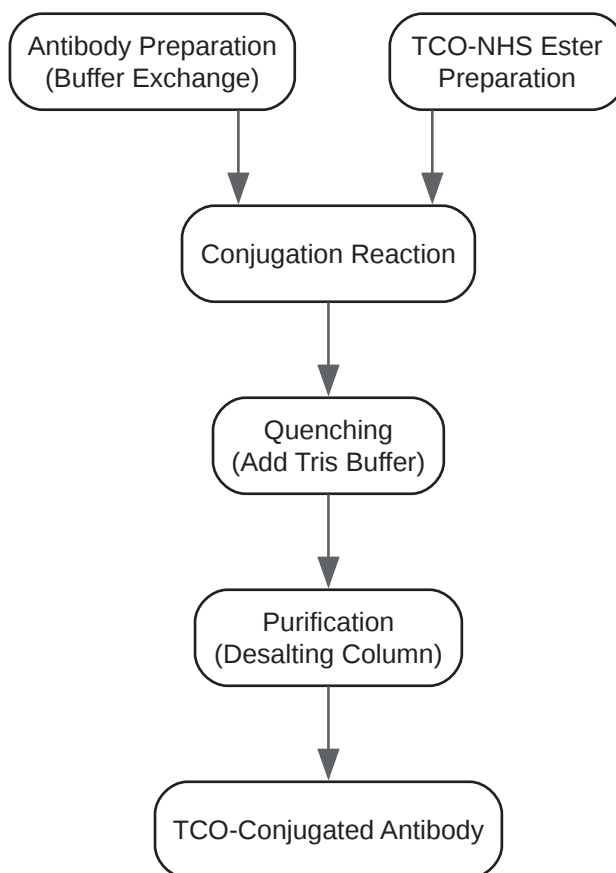 Antibody Preparation
(Buffer Exchange)
TCO-NHS Ester
Preparation
Conjugation Reaction
Quenching
(Add Tris Buffer)
Purification
(Desalting Column)
TCO-Conjugated Antibody